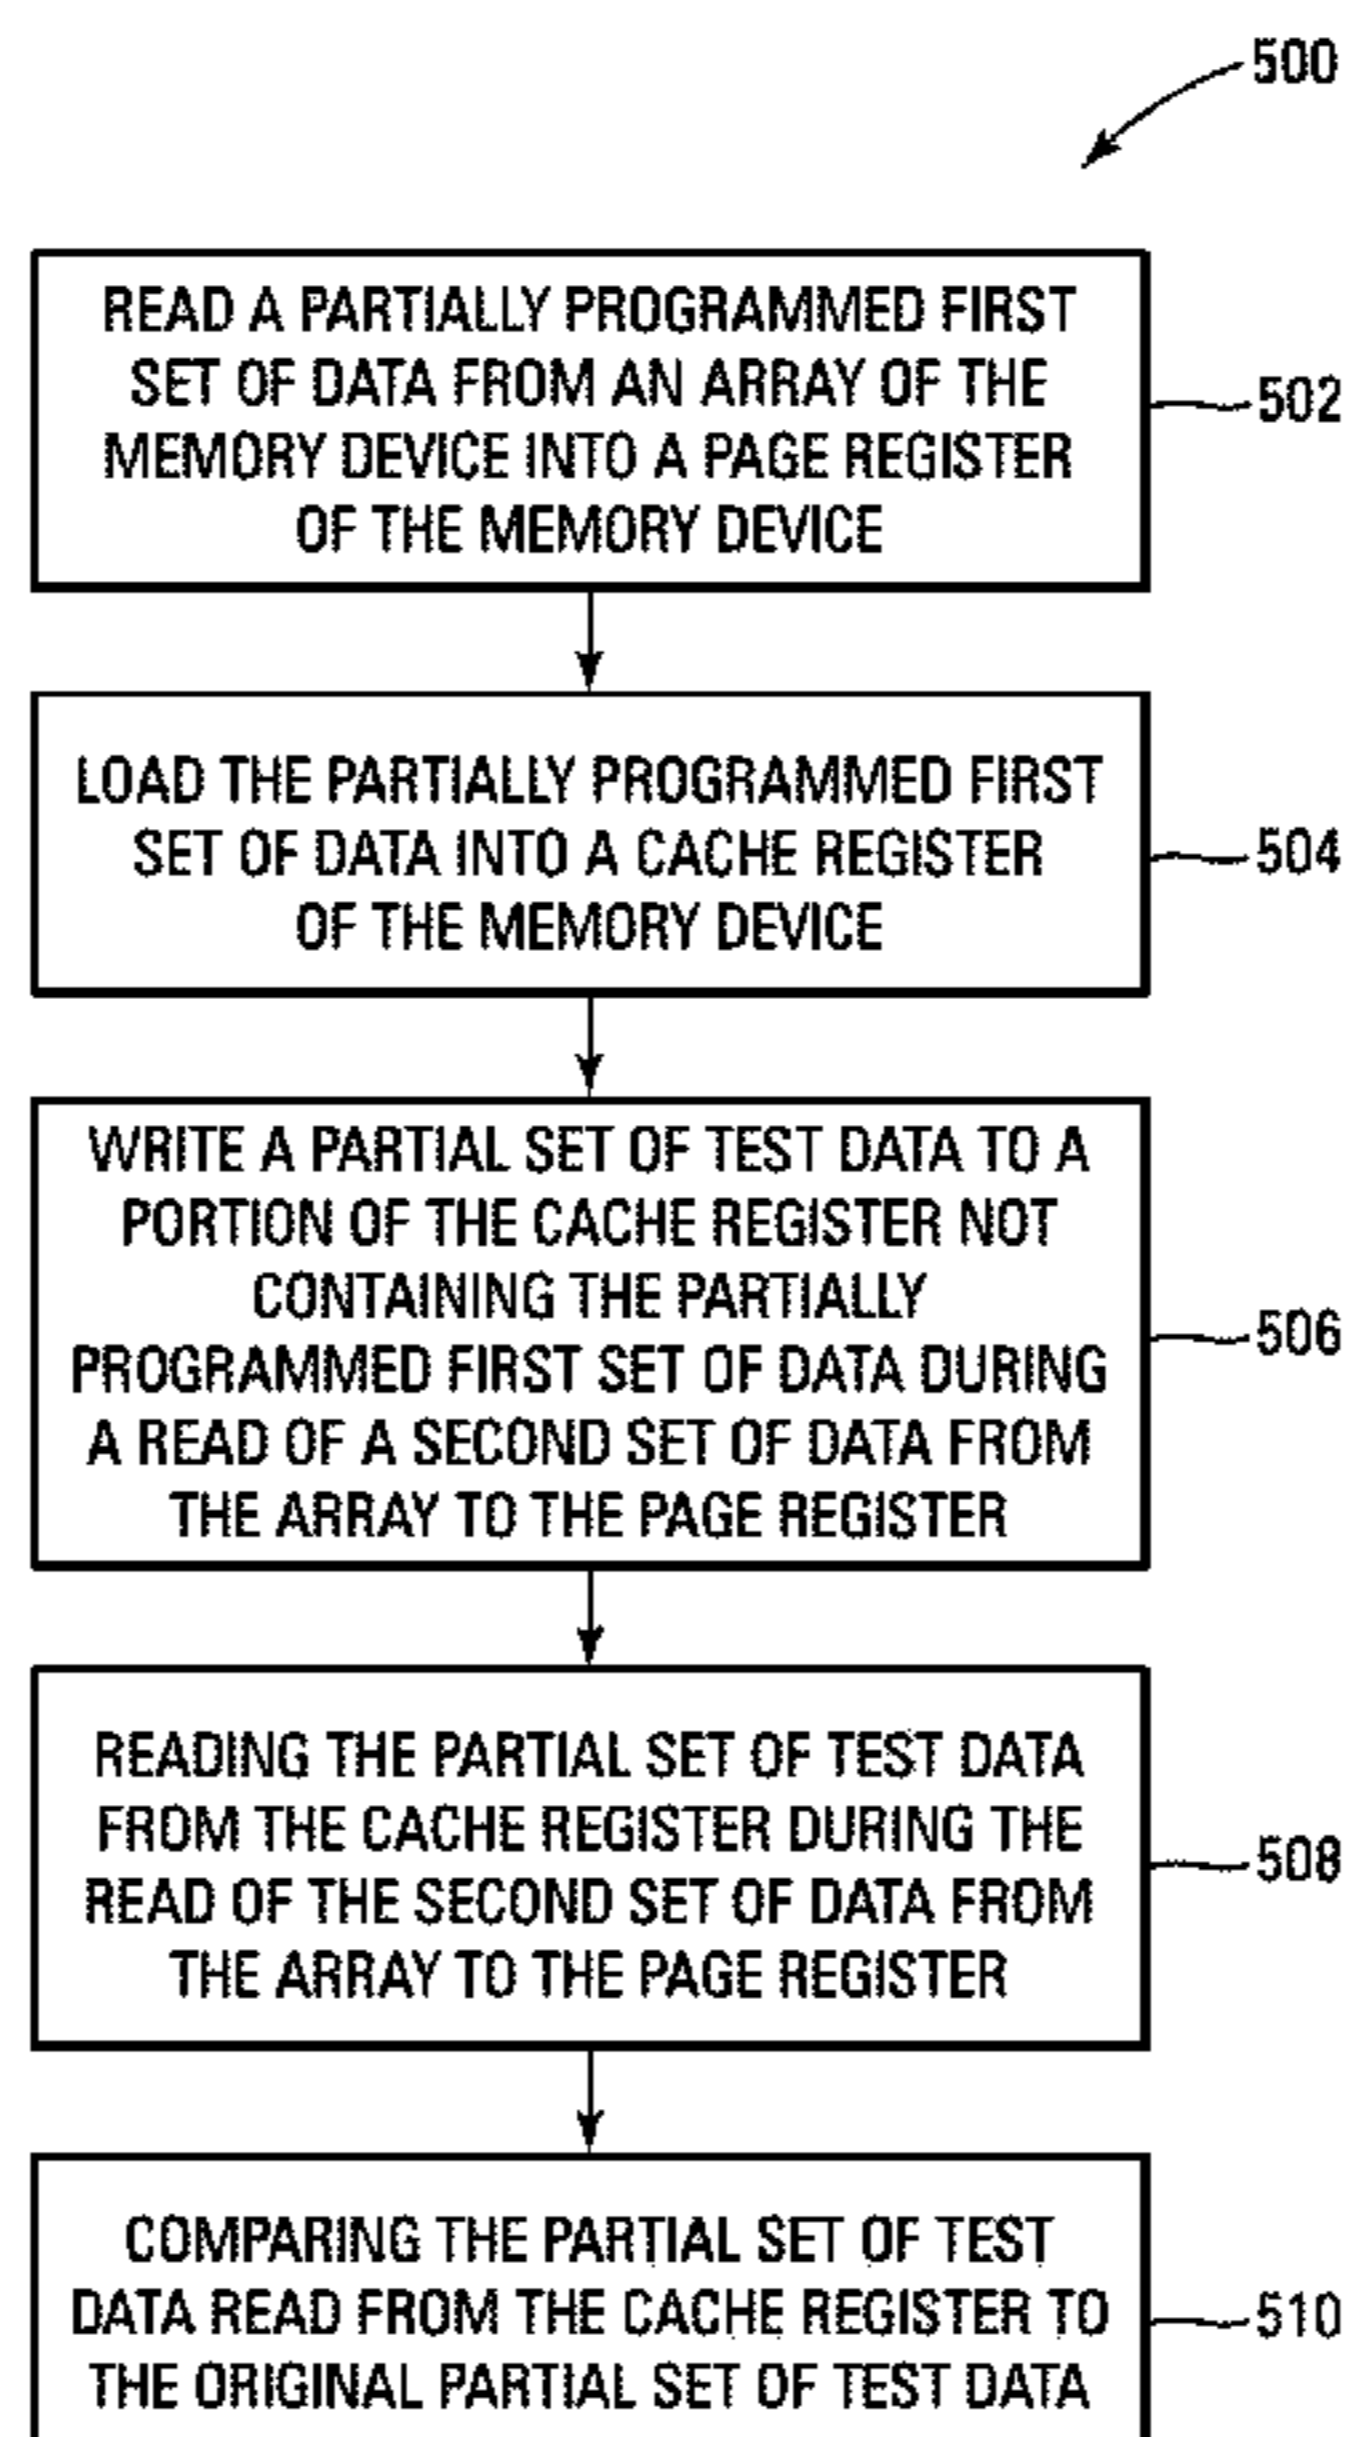 500
READ A PARTIALLY PROGRAMMED FIRST
SET OF DATA FROM AN ARRAY OF THE
MEMORY DEVICE INTO A PAGE REGISTER
OF THE MEMORY DEVICE
502
LOAD THE PARTIALLY PROGRAMMED FIRST
SET OF DATA INTO A CACHE REGISTER
OF THE MEMORY DEVICE
504
WRITE A PARTIAL SET OF TEST DATA TO A
PORTION OF THE CACHE REGISTER NOT
CONTAINING THE PARTIALLY
PROGRAMMED FIRST SET OF DATA DURING
A READ OF A SECOND SET OF DATA FROM
THE ARRAY TO THE PAGE REGISTER
506
READING THE PARTIAL SET OF TEST DATA
FROM THE CACHE REGISTER DURING THE
READ OF THE SECOND SET OF DATA FROM
THE ARRAY TO THE PAGE REGISTER
508
COMPARING THE PARTIAL SET OF TEST
DATA READ FROM THE CACHE REGISTER TO
THE ORIGINAL PARTIAL SET OF TEST DATA
510